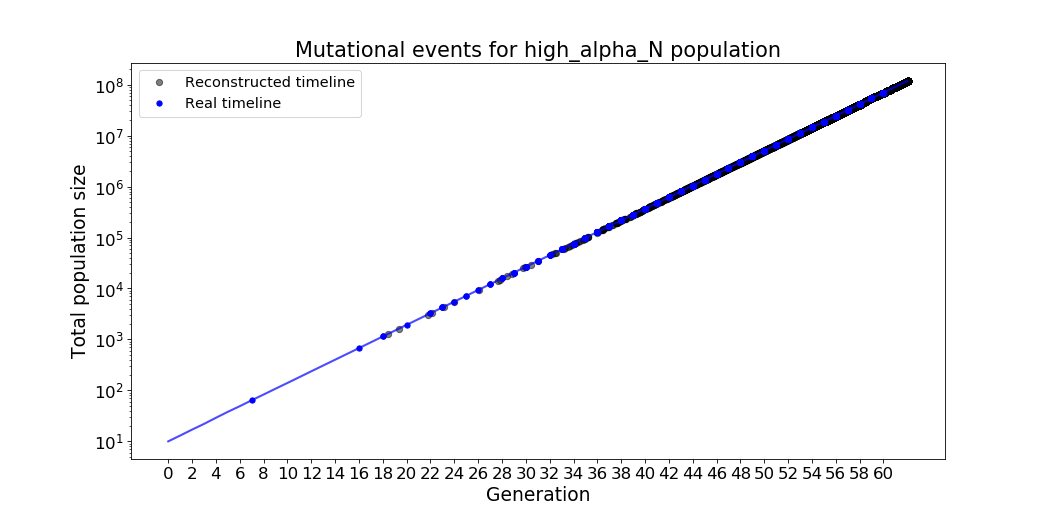 Mutational events for high_alpha_N population
Reconstructed timeline
Real timeline
Total population size
10^8
10^7
10^6
10^5
10^4
10^3
10^2
10^1
0 2 4 6 8 10 12 14 16 18 20 22 24 26 28 30 32 34 36 38 40 42 44 46 48 50 52 54 56 58 60
Generation